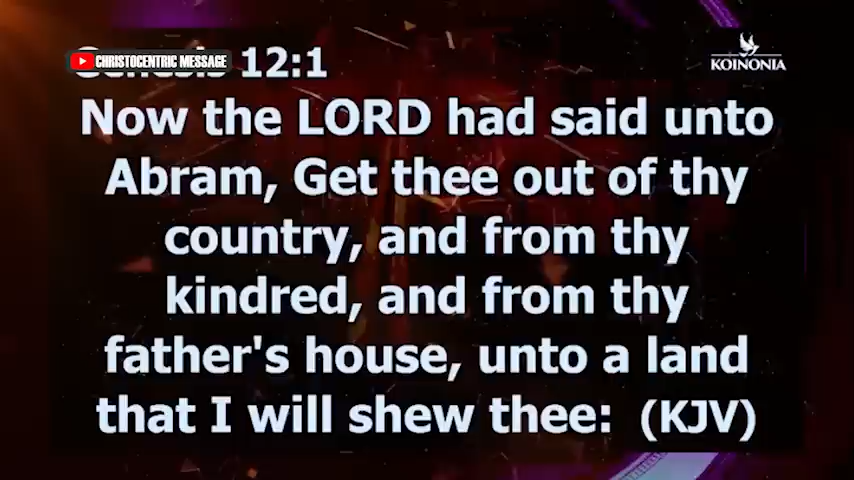 CHRISTOCENTRIC MESSAGE
KOINONIA
Genesis 12:1
Now the LORD had said unto
Abram, Get thee out of thy
country, and from thy
kindred, and from thy
father's house, unto a land
that I will shew thee: (KJV)